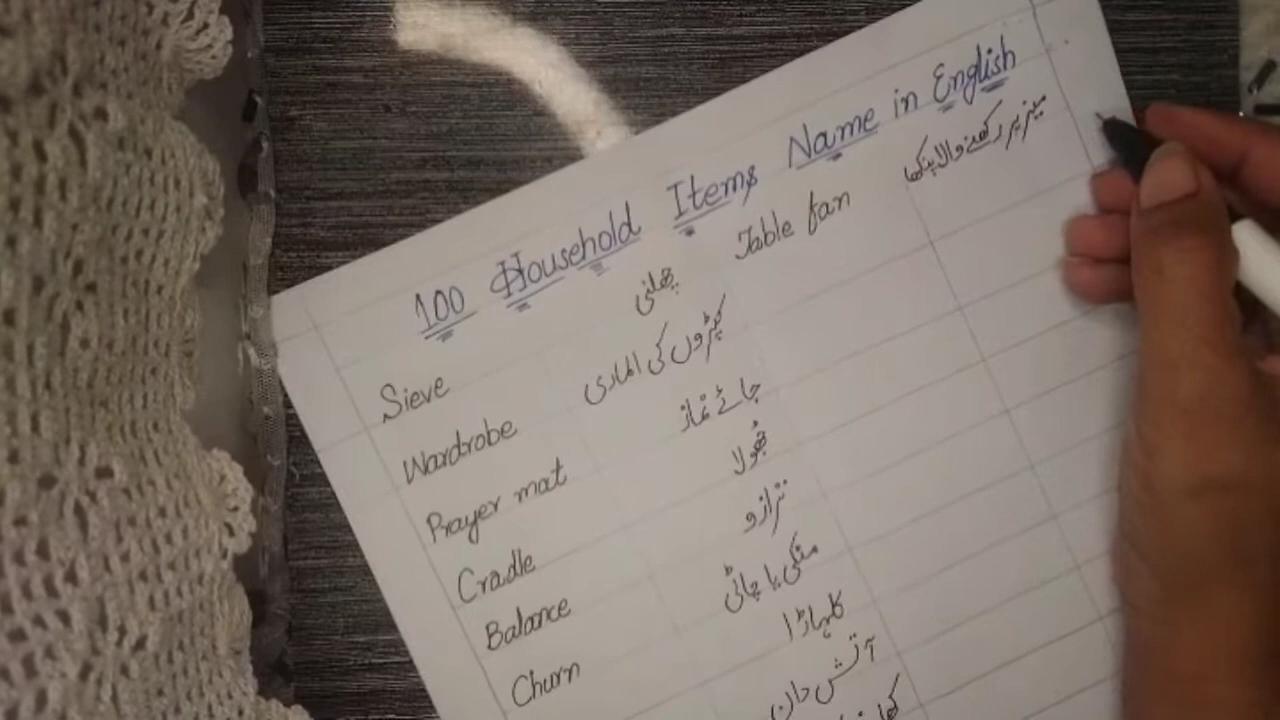 100 Household Items Name in English
Sieve چھلنی Table fan میز پر رکھنے والا پنکھا
Wardrobe کپڑوں کی الماری
Prayer mat جائے نماز
Cradle جھولا
Balance ترازو
Churn مٹکی یا چاٹی
کلہاڑا
آتش دان